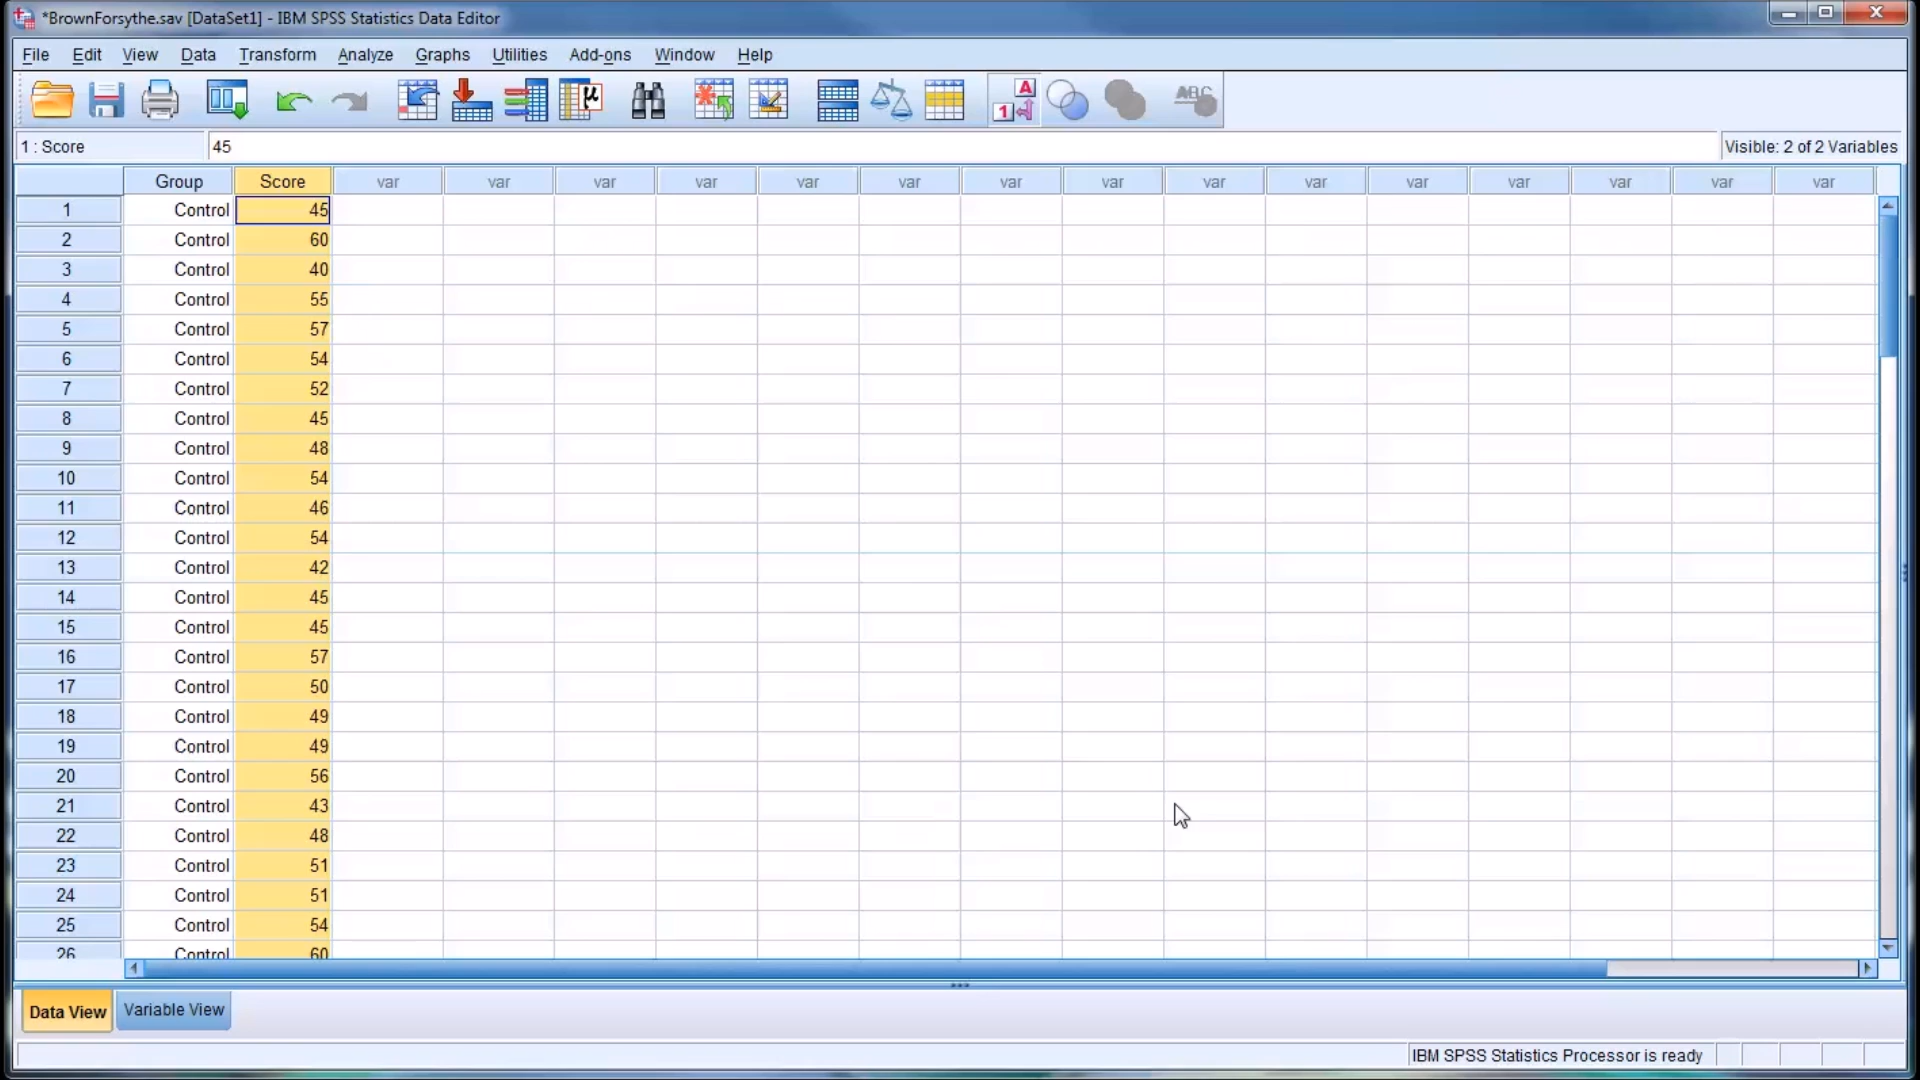 *BrownForsythe.sav [DataSet1] - IBM SPSS Statistics Data Editor
File Edit View Data Transform Analyze Graphs Utilities Add-ons Window Help
μ A 1 ABC
1 : Score 45 Visible: 2 of 2 Variables
Group Score var var var var var var var var var var var var var var var
1 Control 45
2 Control 60
3 Control 40
4 Control 55
5 Control 57
6 Control 54
7 Control 52
8 Control 45
9 Control 48
10 Control 54
11 Control 46
12 Control 54
13 Control 42
14 Control 45
15 Control 45
16 Control 57
17 Control 50
18 Control 49
19 Control 49
20 Control 56
21 Control 43
22 Control 48
23 Control 51
24 Control 51
25 Control 54
26 Control 60
Data View Variable View
IBM SPSS Statistics Processor is ready